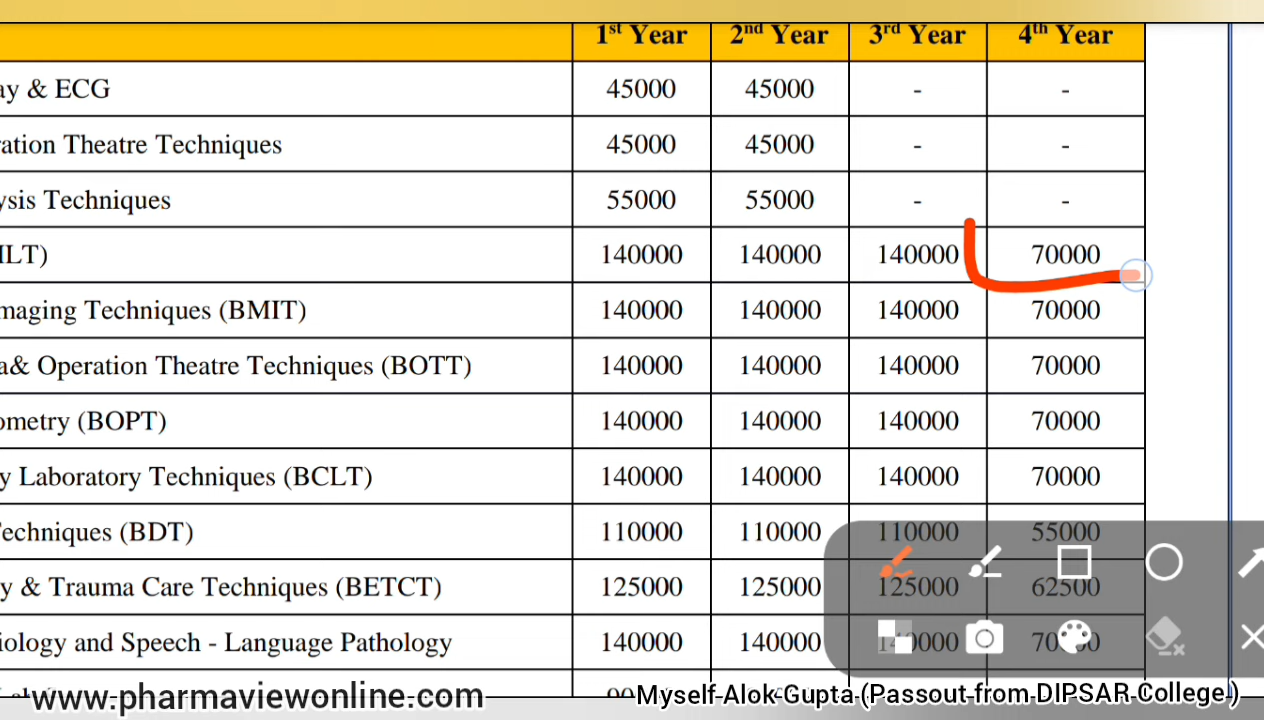 1st Year 2nd Year 3rd Year 4th Year
ay & ECG 45000 45000 - -
ation Theatre Techniques 45000 45000 - -
ysis Techniques 55000 55000 - -
LT) 140000 140000 140000 70000
maging Techniques (BMIT) 140000 140000 140000 70000
a& Operation Theatre Techniques (BOTT) 140000 140000 140000 70000
ometry (BOPT) 140000 140000 140000 70000
y Laboratory Techniques (BCLT) 140000 140000 140000 70000
echniques (BDT) 110000 110000 110000 55000
y & Trauma Care Techniques (BETCT) 125000 125000 125000 62500
iology and Speech - Language Pathology 140000 140000
www.pharmaviewonline.com Myself Alok Gupta (Passout from DIPSAR College )